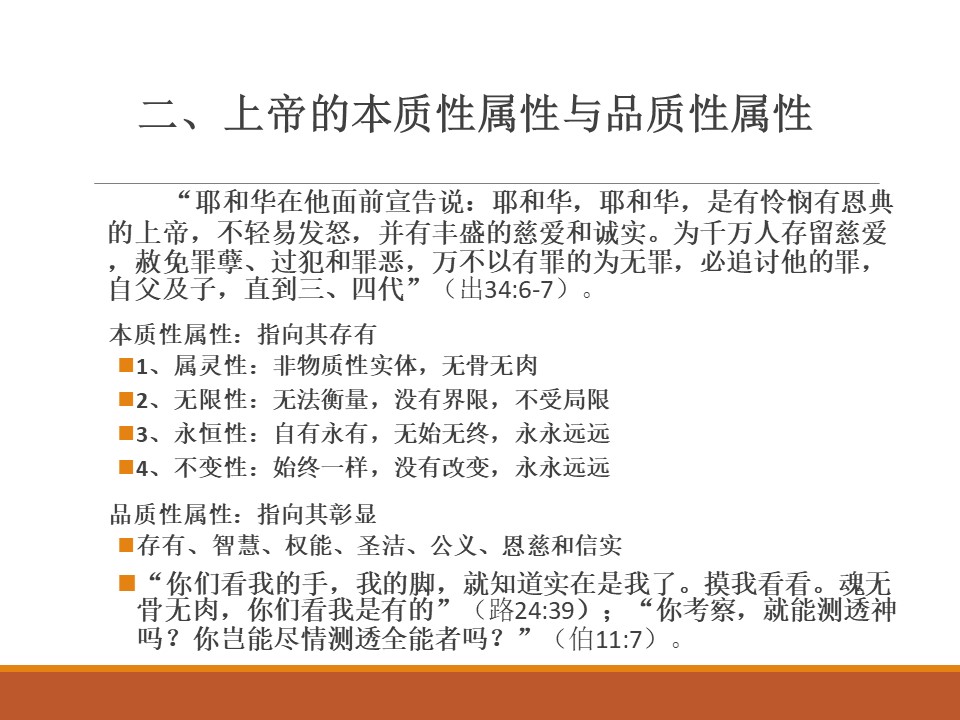 二、上帝的本质性属性与品质性属性
“耶和华在他面前宣告说：耶和华，耶和华，是有怜悯有恩典
的上帝，不轻易发怒，并有丰盛的慈爱和诚实。为千万人存留慈爱
，赦免罪孽、过犯和罪恶，万不以有罪的为无罪，必追讨他的罪，
自父及子，直到三、四代”（出34:6-7）。
本质性属性：指向其存有
1、属灵性：非物质性实体，无骨无肉
2、无限性：无法衡量，没有界限，不受局限
3、永恒性：自有永有，无始无终，永永远远
4、不变性：始终一样，没有改变，永永远远
品质性属性：指向其彰显
存有、智慧、权能、圣洁、公义、恩慈和信实
“你们看我的手，我的脚，就知道实在是我了。摸我看看。魂无
骨无肉，你们看我是有的”（路24:39）；“你考察，就能测透神
吗？你岂能尽情测透全能者吗？”（伯11:7）。